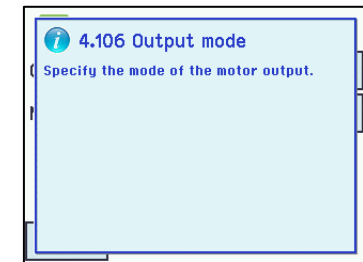 4.106 Output mode
Specify the mode of the motor output.